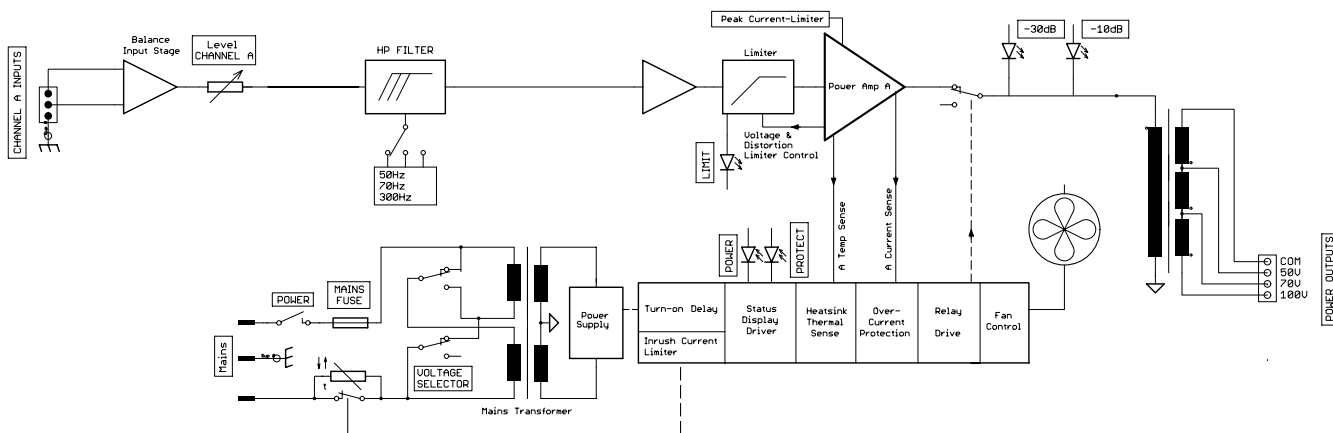 CHANNEL A INPUTS
Balance
Input Stage
Level
CHANNEL A
HP FILTER
50Hz
70Hz
300Hz
Limiter
LIMIT
Peak Current-Limiter
Power Amp A
Voltage &
Distortion
Limiter Control
-30dB
-10dB
A Temp Sense
A Current Sense
COM
50V
70V
100V
POWER OUTPUTS
Mains
POWER
MAINS
FUSE
t
VOLTAGE
SELECTOR
Mains Transformer
Power
Supply
POWER
PROTECT
Turn-on Delay
Inrush Current
Limiter
Status
Display
Driver
Heatsink
Thermal
Sense
Over-
Current
Protection
Relay
Drive
Fan
Control